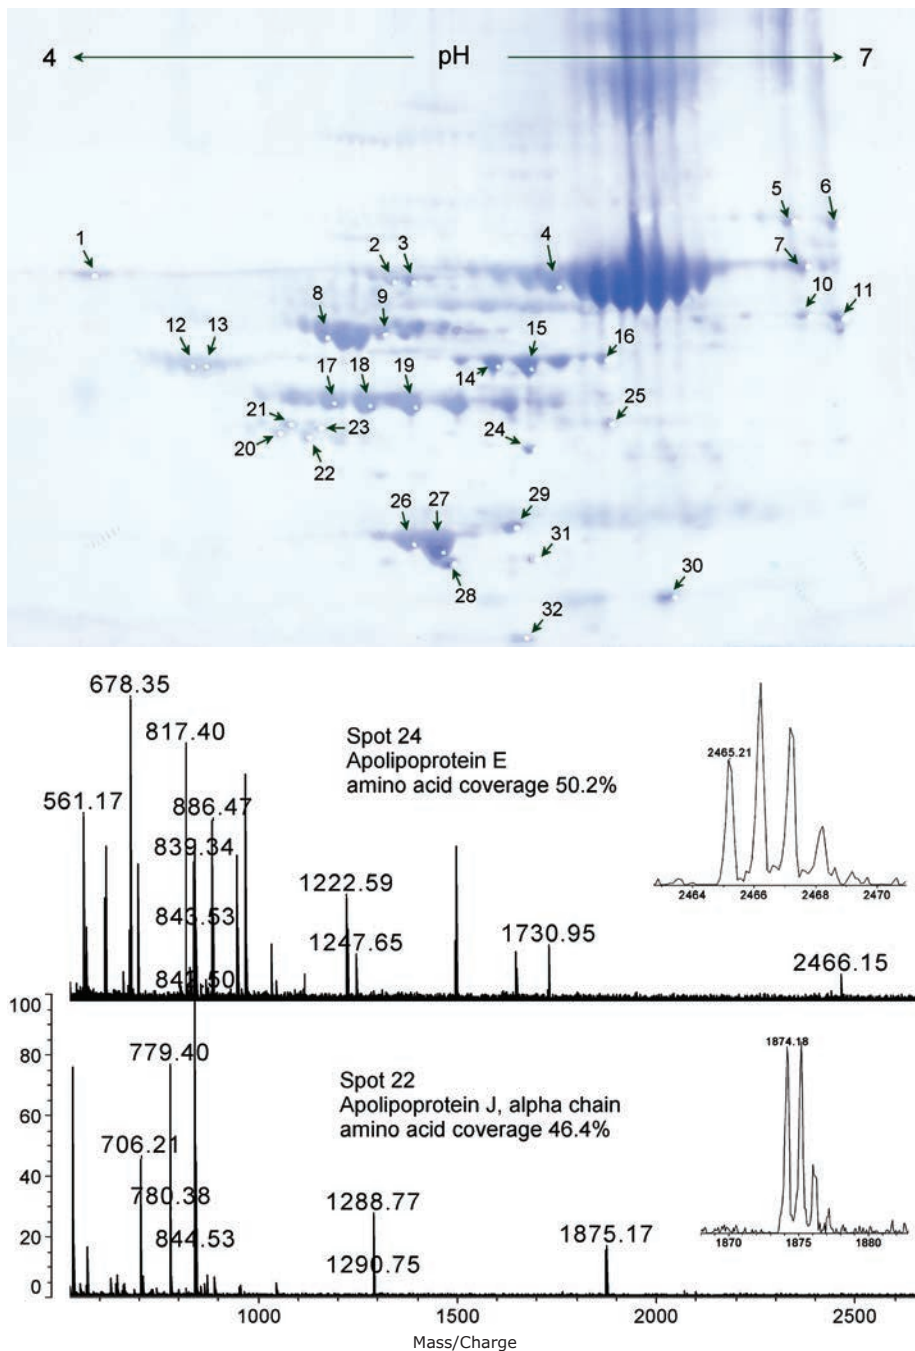 4 pH 7
5 6
1 2 3 4 7
8 9 10 11
12 13 15 16
14
17 18 19 25
21 23 24
20 22
26 27 29
31
28 30
32
678.35
817.40
561.17 886.47
839.34
843.53
842.50
1222.59
1247.65
1730.95
2466.15
Spot 24
Apolipoprotein E
amino acid coverage 50.2%
2465.21
2464 2466 2468 2470
100
80
60
40
20
0
779.40
706.21
780.38
844.53
1288.77
1290.75
1875.17
Spot 22
Apolipoprotein J, alpha chain
amino acid coverage 46.4%
1874.18
1870 1875 1880
1000 1500 2000 2500
Mass/Charge